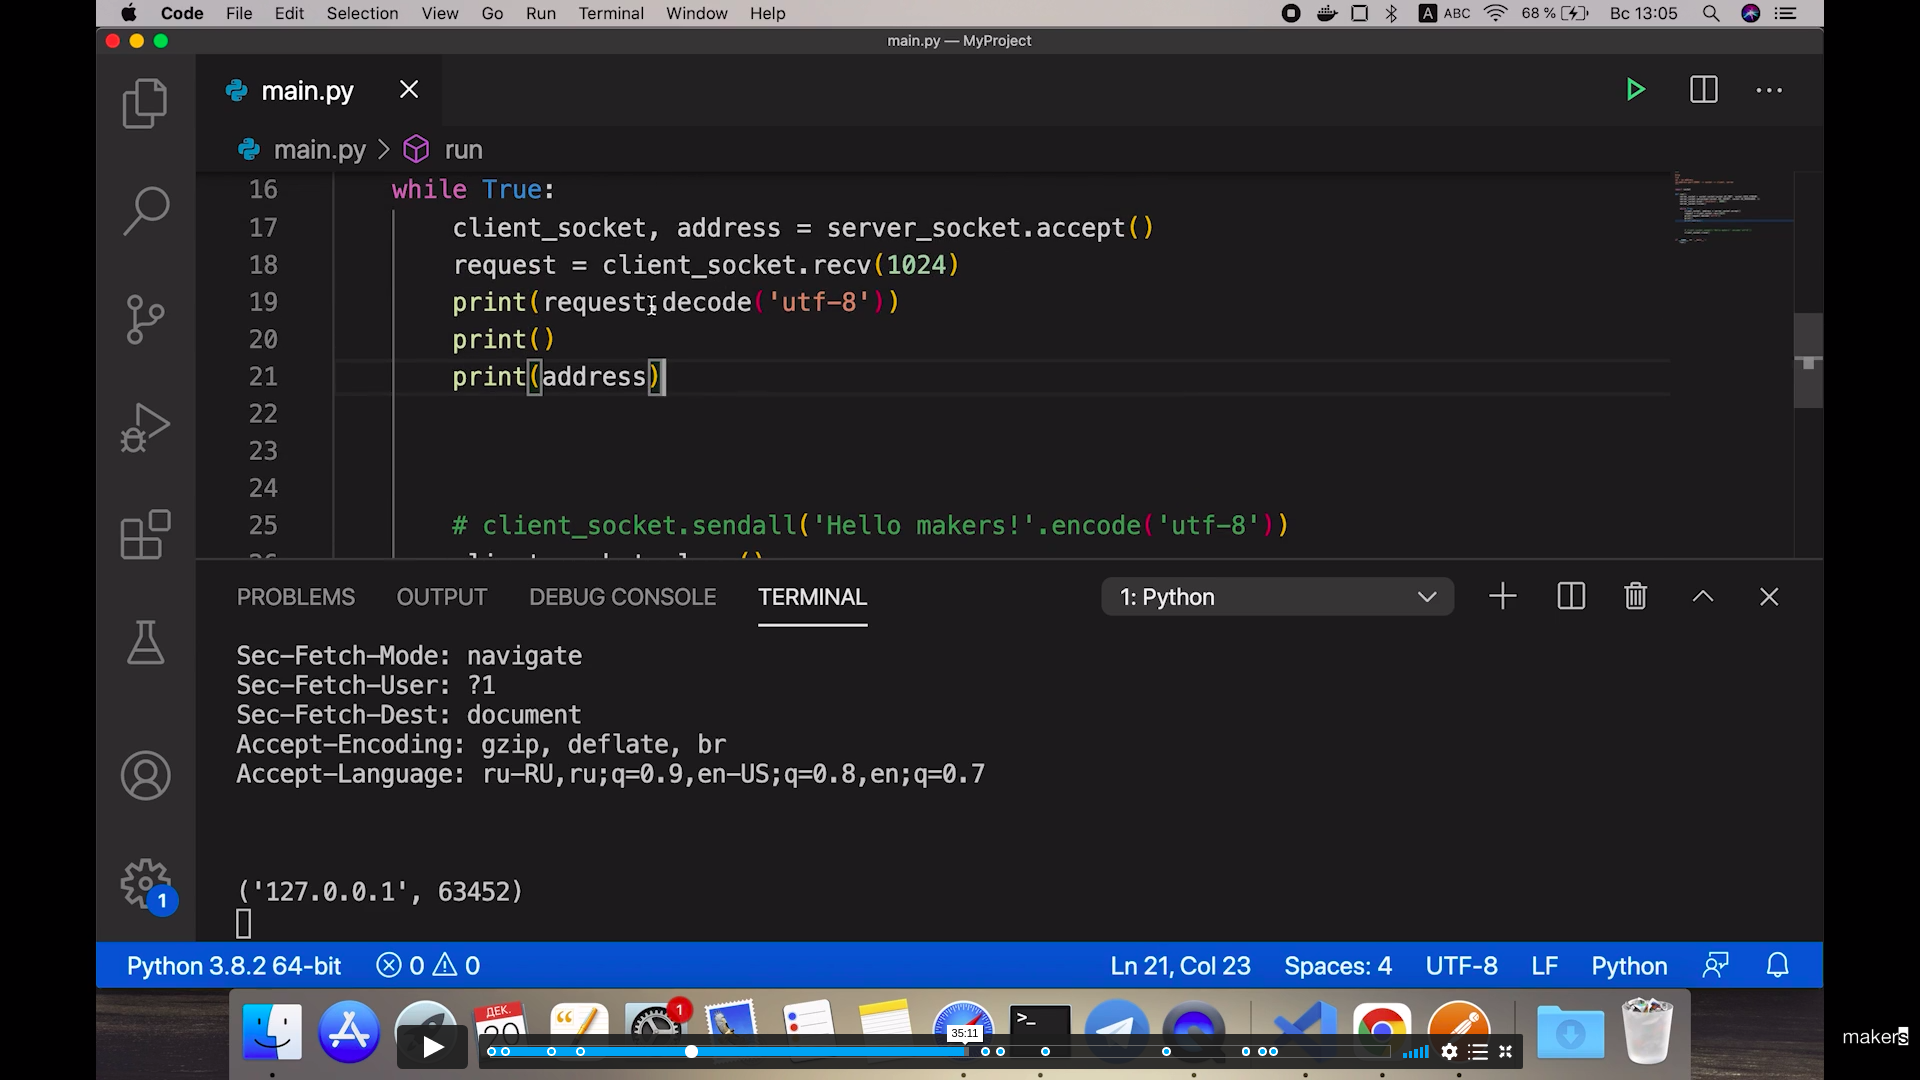 Code File Edit Selection View Go Run Terminal Window Help A ABC 68 % Вс 13:05
main.py — MyProject
main.py
main.py > run
16 while True:
17 client_socket, address = server_socket.accept()
18 request = client_socket.recv(1024)
19 print(request.decode('utf-8'))
20 print()
21 print(address)
22
23
24
25 # client_socket.sendall('Hello makers!'.encode('utf-8'))
PROBLEMS OUTPUT DEBUG CONSOLE TERMINAL 1: Python
Sec-Fetch-Mode: navigate
Sec-Fetch-User: ?1
Sec-Fetch-Dest: document
Accept-Encoding: gzip, deflate, br
Accept-Language: ru-RU,ru;q=0.9,en-US;q=0.8,en;q=0.7
('127.0.0.1', 63452)
1
Python 3.8.2 64-bit 0 0 Ln 21, Col 23 Spaces: 4 UTF-8 LF Python
ДЕК.
1
35:11
makers